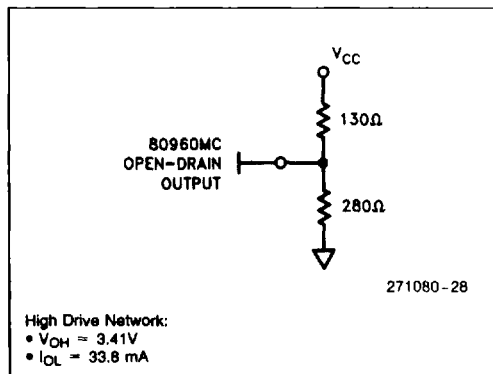 VCC
130Ω
80960MC
OPEN-DRAIN
OUTPUT
280Ω
271080-28
High Drive Network:
• VOH = 3.41V
• IOL = 33.8 mA